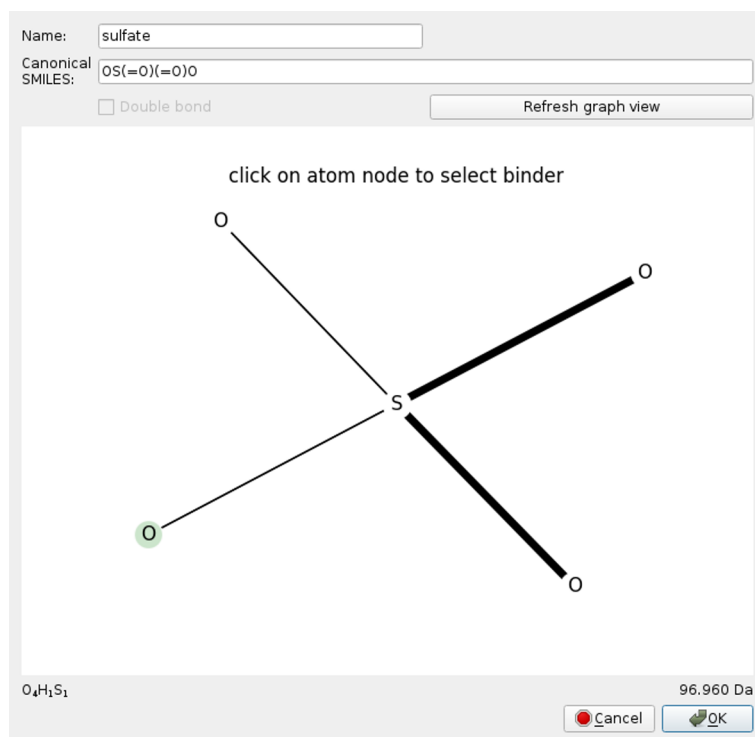 Name: sulfate
Canonical SMILES: OS(=O)(=O)O
Double bond Refresh graph view
click on atom node to select binder
O
O
S
O
O
O₄H₁S₁ 96.960 Da
Cancel OK